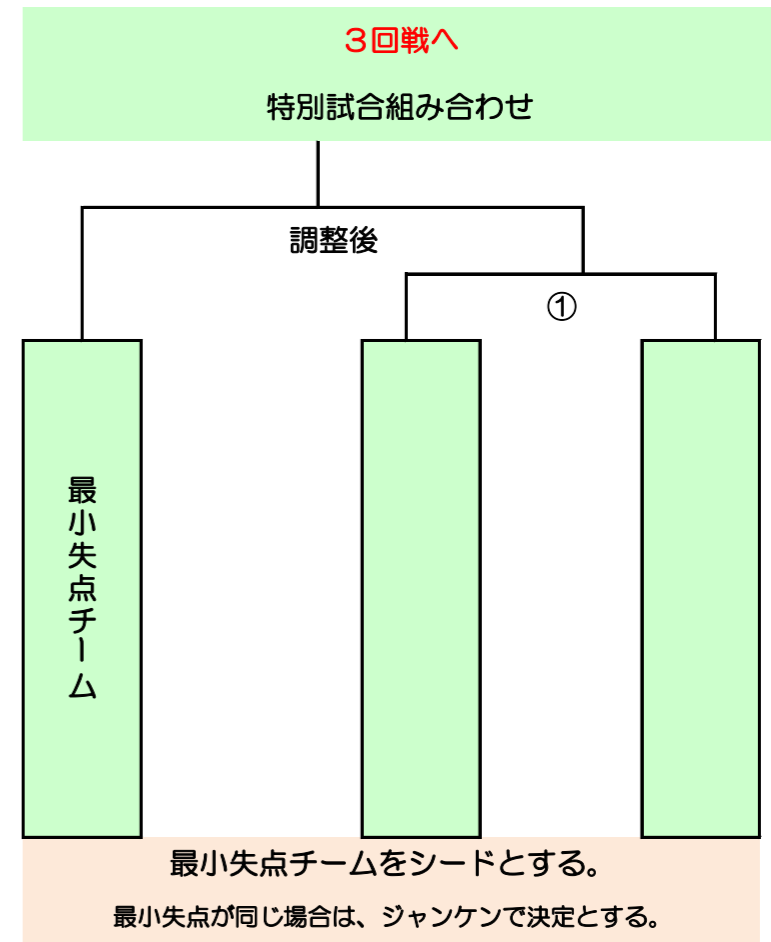 ３回戦へ
特別試合組み合わせ
調整後
①
最小失点チーム
最小失点チームをシードとする。
最小失点が同じ場合は、ジャンケンで決定とする。